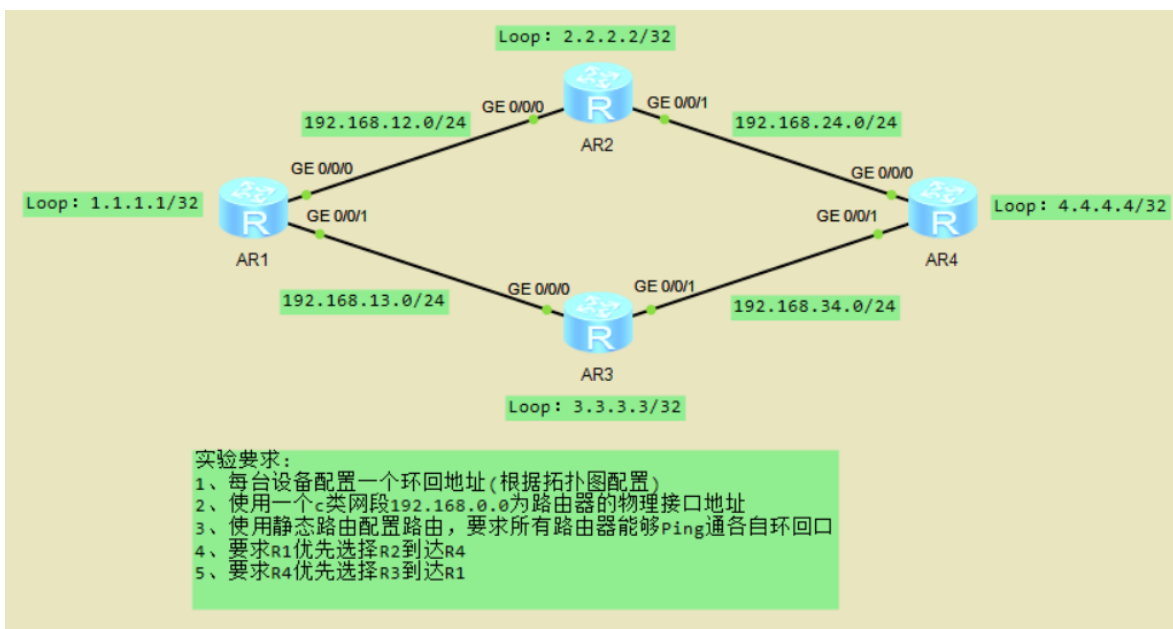 Loop: 2.2.2.2/32
GE 0/0/0
GE 0/0/1
192.168.12.0/24
192.168.24.0/24
AR2
GE 0/0/0
GE 0/0/0
Loop: 1.1.1.1/32
Loop: 4.4.4.4/32
GE 0/0/1
GE 0/0/1
AR1
AR4
192.168.13.0/24
GE 0/0/0
GE 0/0/1
192.168.34.0/24
AR3
Loop: 3.3.3.3/32
实验要求:
1、每台设备配置一个环回地址(根据拓扑图配置)
2、使用一个c类网段192.168.0.0为路由器的物理接口地址
3、使用静态路由配置路由，要求所有路由器能够Ping通各自环回口
4、要求R1优先选择R2到达R4
5、要求R4优先选择R3到达R1
R
R
R
R